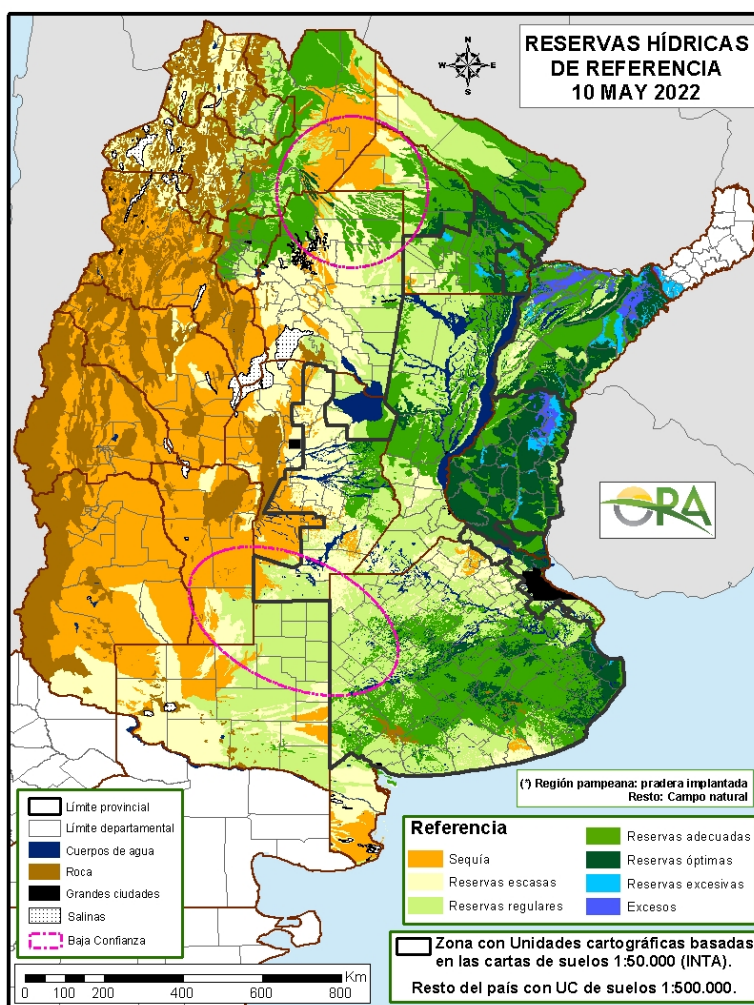 RESERVAS HÍDRICAS
DE REFERENCIA
10 MAY 2022
N
W E
S
OPA
(*) Región pampeana: pradera implantada
Resto: Campo natural
Límite provincial
Límite departamental
Cuerpos de agua
Roca
Grandes ciudades
Salinas
Baja Confianza
Referencia
Sequía
Reservas escasas
Reservas regulares
Reservas adecuadas
Reservas óptimas
Reservas excesivas
Excesos
Km
0 50 100 200 400 600 800
Zona con Unidades cartográficas basadas
en las cartas de suelos 1:50.000 (INTA).
Resto del país con UC de suelos 1:500.000.